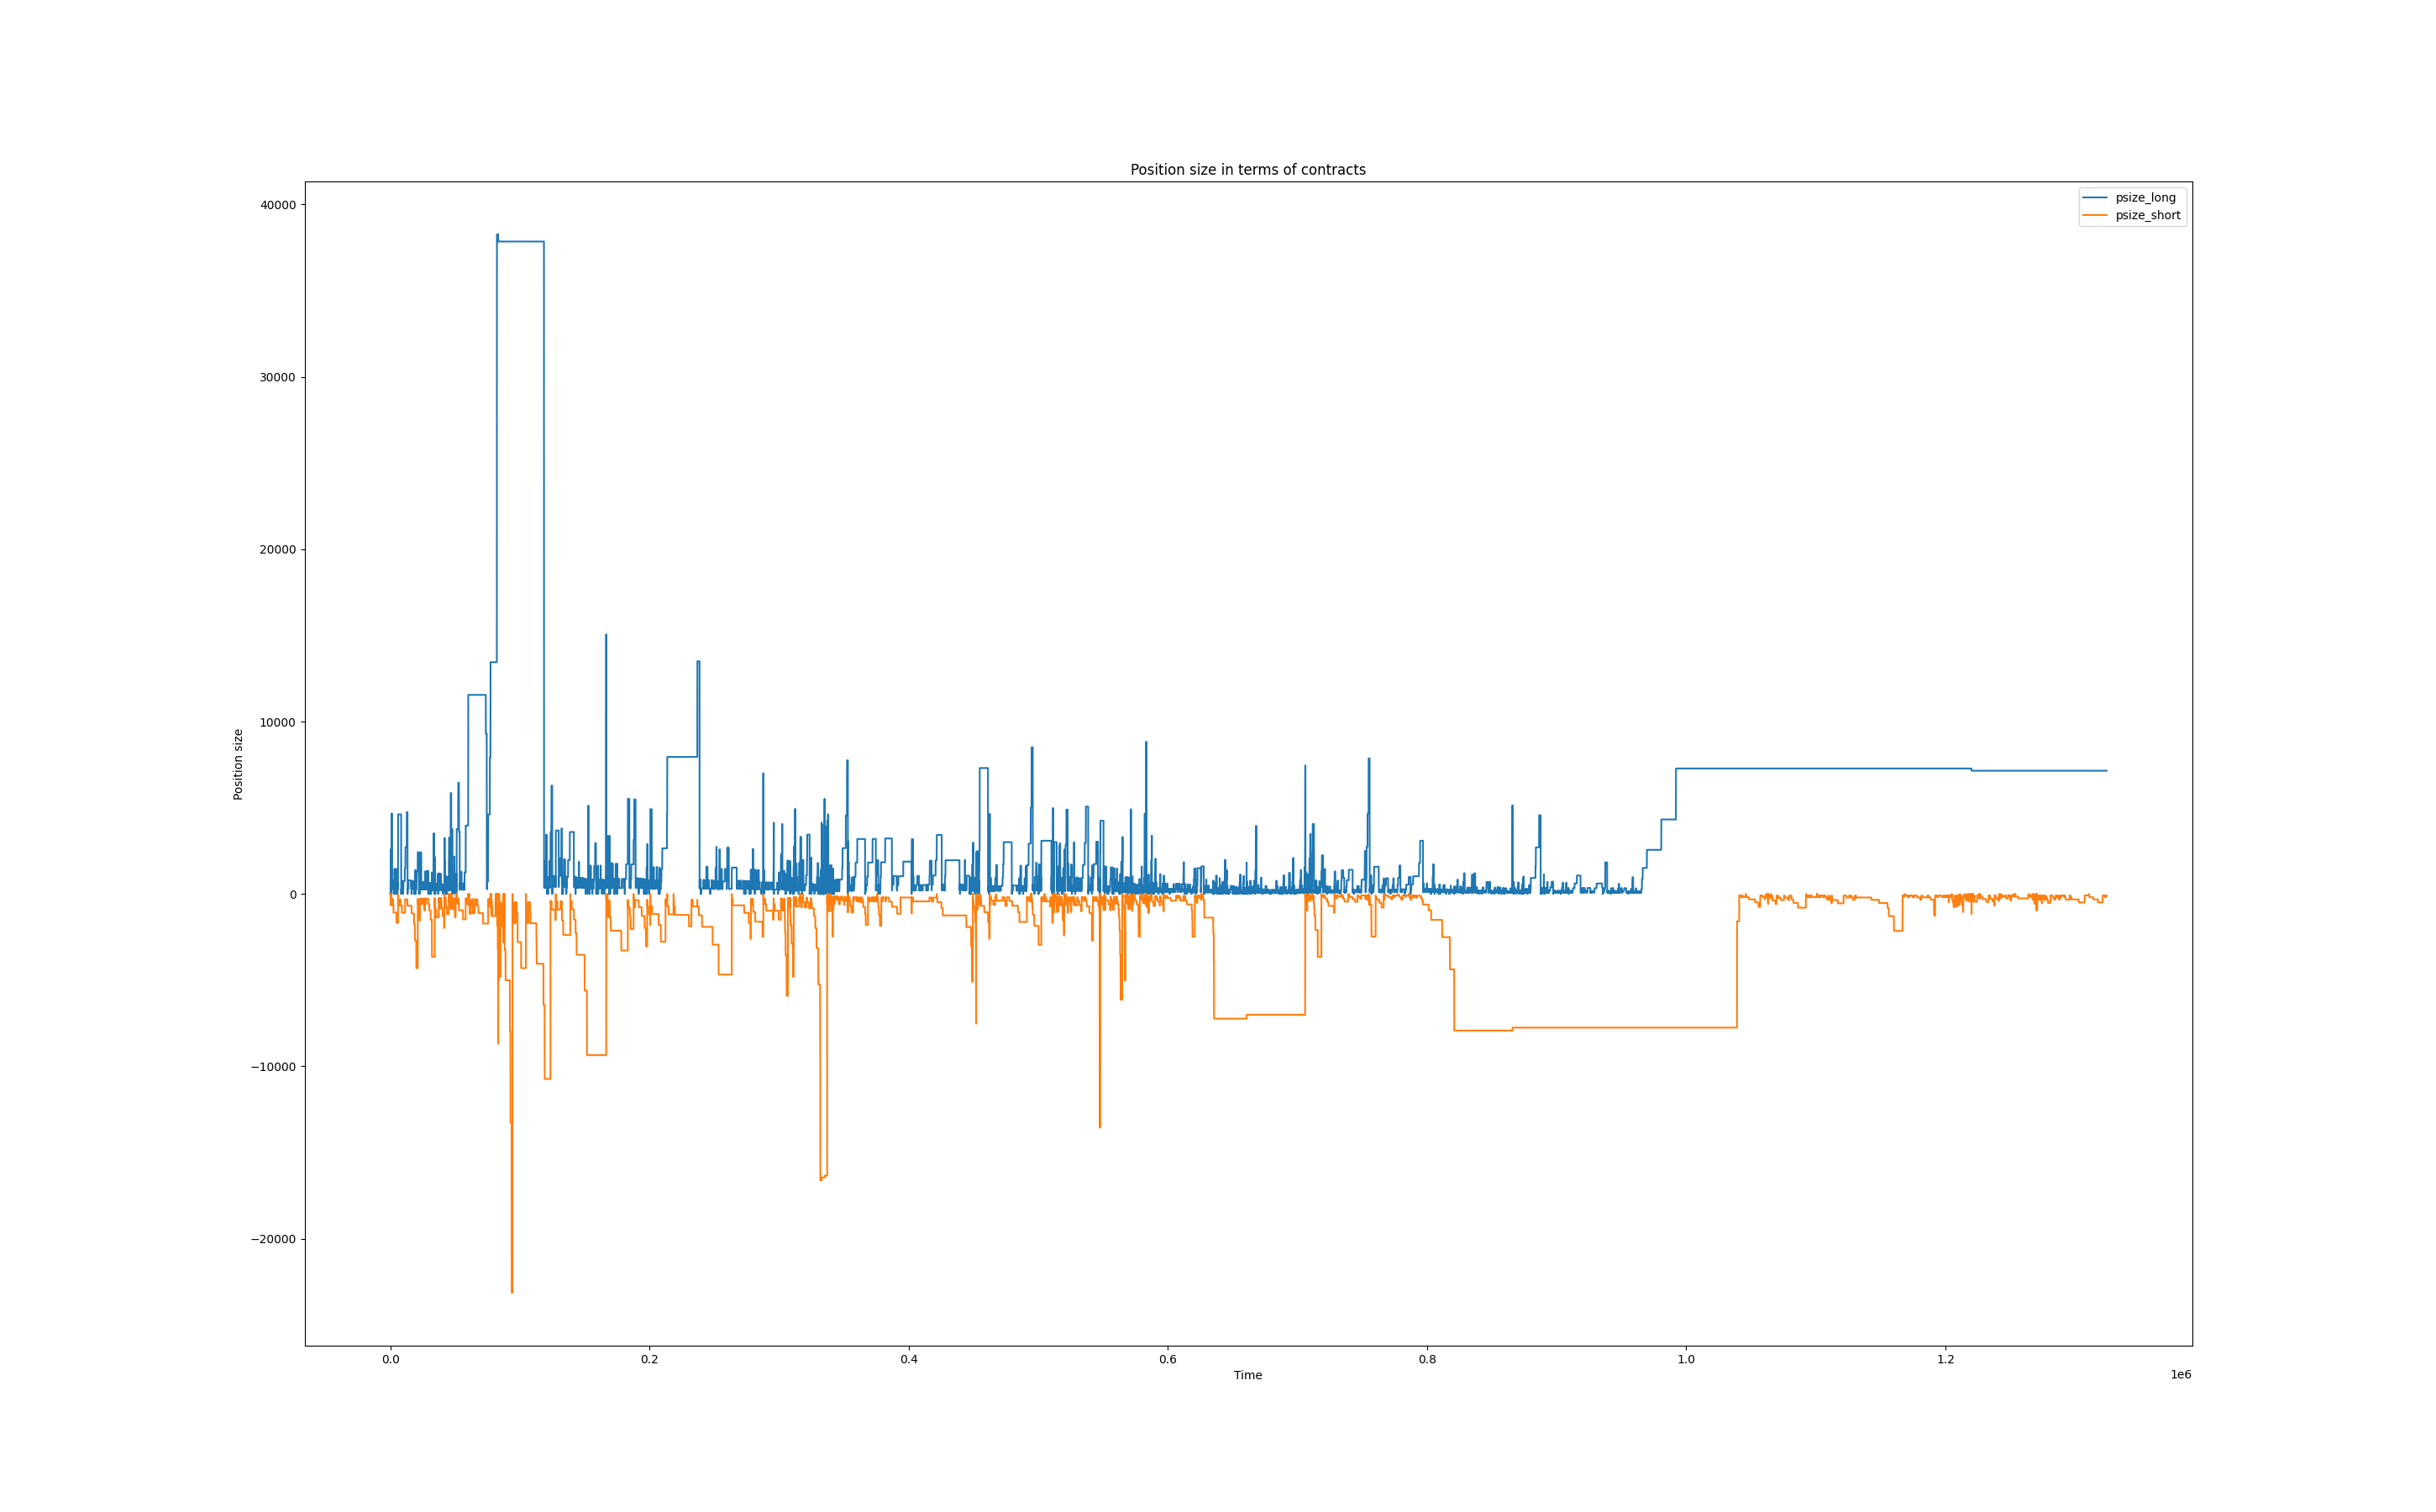 Position size in terms of contracts
psize_long
psize_short
40000
30000
20000
10000
0
−10000
−20000
Position size
0.0
0.2
0.4
0.6
0.8
1.0
1.2
1e6
Time